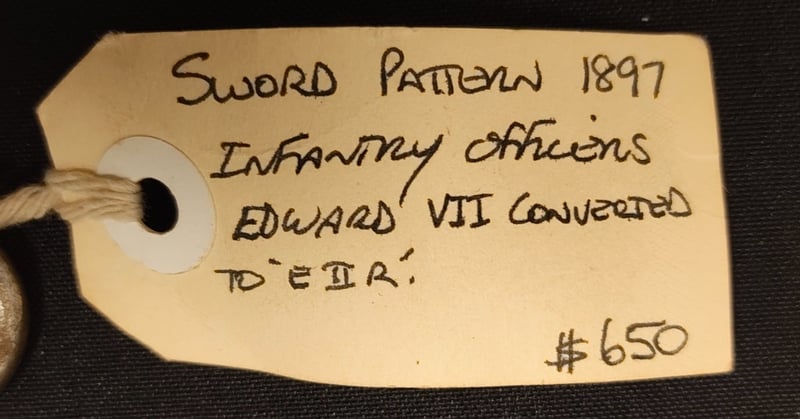 SWORD PATTERN 1897
INFANTRY OFFICERS
EDWARD VII CONVERTED
TO 'E II R'.
$650